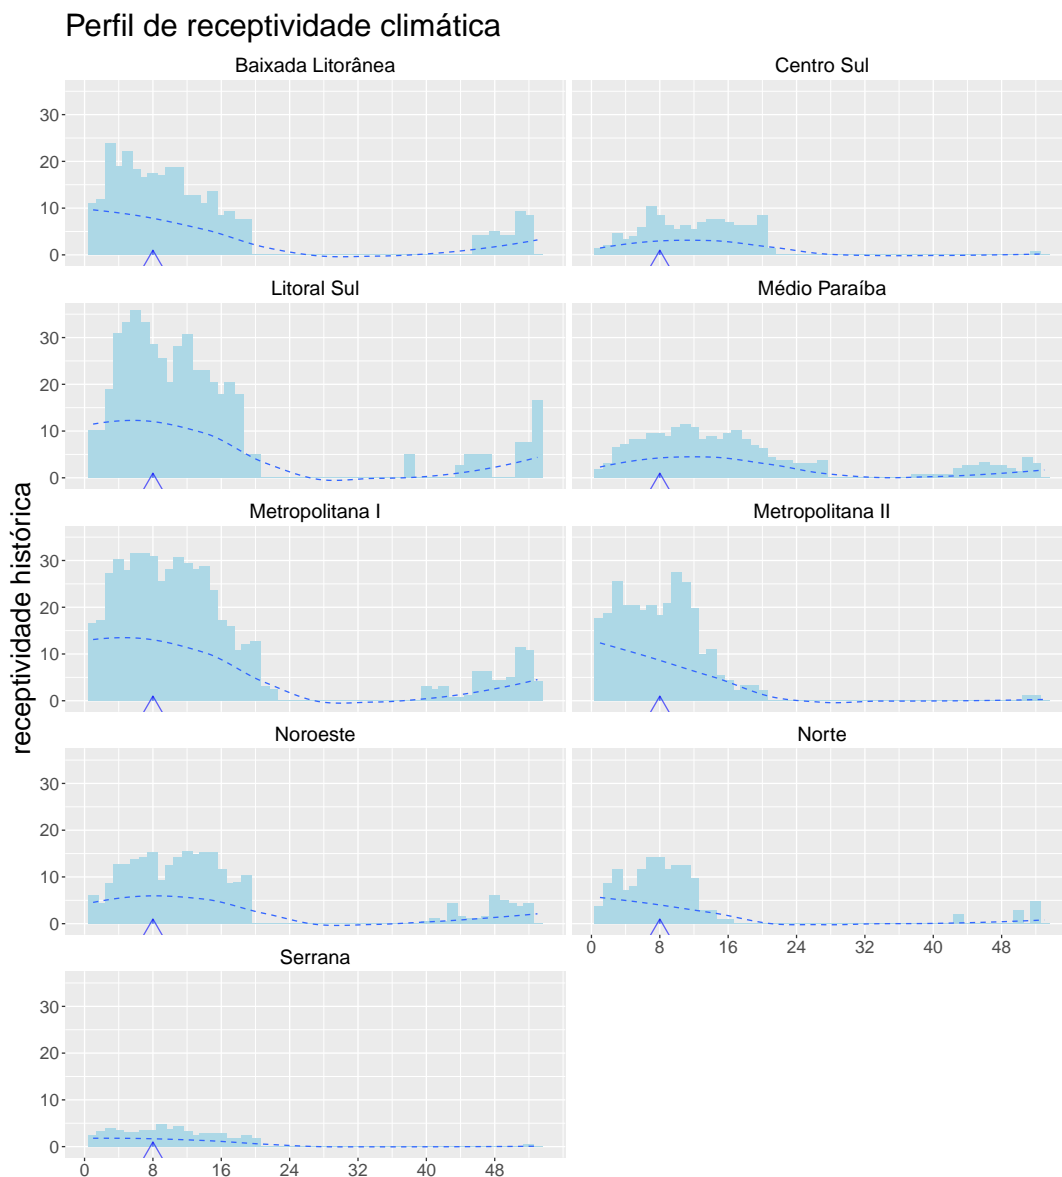 Perfil de receptividade climática
Baixada Litorânea
Centro Sul
30
20
10
0
Litoral Sul
Médio Paraíba
30
20
10
0
receptividade histórica
Metropolitana I
Metropolitana II
30
20
10
0
Noroeste
Norte
30
20
10
0
0 8 16 24 32 40 48
Serrana
30
20
10
0
0 8 16 24 32 40 48